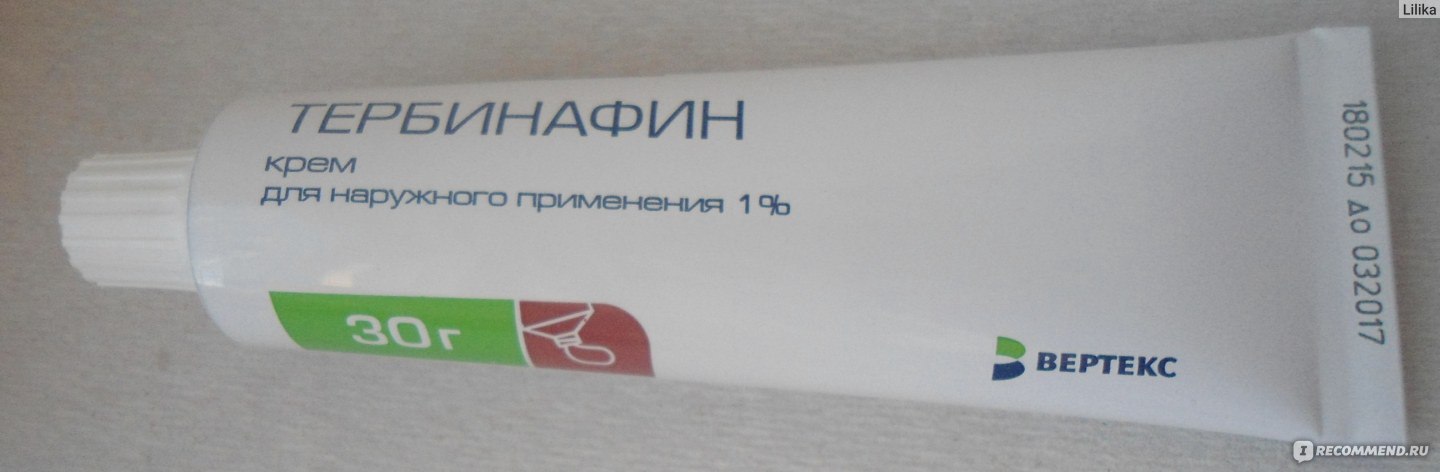 Lilika
ТЕРБИНАФИН
крем
для наружного применения 1%
30 г
ВЕРТЕКС
180215 до 032017
IRECOMMEND.RU